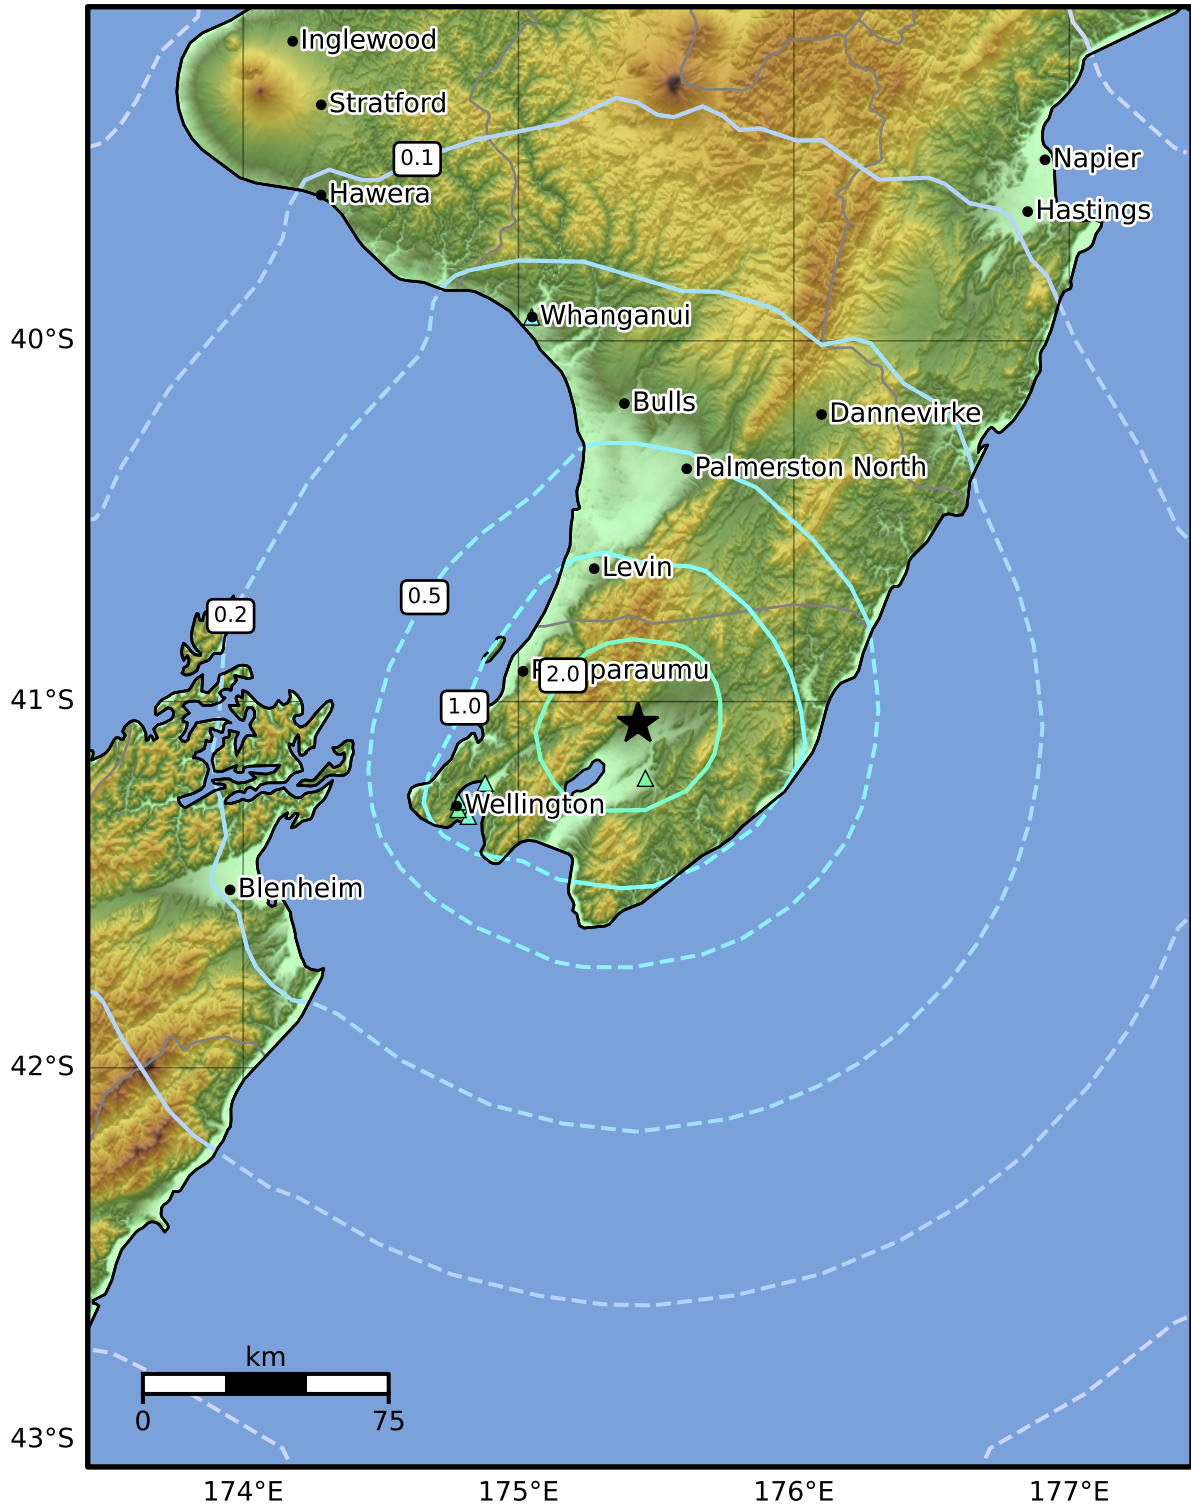 Inglewood
Stratford
0.1
Napier
Hawera
Hastings
Whanganui
40°S
Bulls
Dannevirke
Palmerston North
Levin
0.5
0.2
2.0
41°S
1.0
Wellington
Blenheim
42°S
km
0 75
43°S
174°E 175°E 176°E 177°E